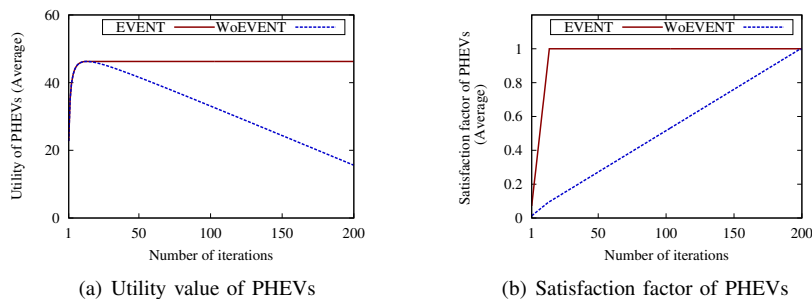 EVENT WoEVENT
60
40
20
0
Utility of PHEVs (Average)
1 50 100 150 200
Number of iterations
(a) Utility value of PHEVs
EVENT WoEVENT
1
0.8
0.6
0.4
0.2
0
Satisfaction factor of PHEVs
(Average)
1 50 100 150 200
Number of iterations
(b) Satisfaction factor of PHEVs